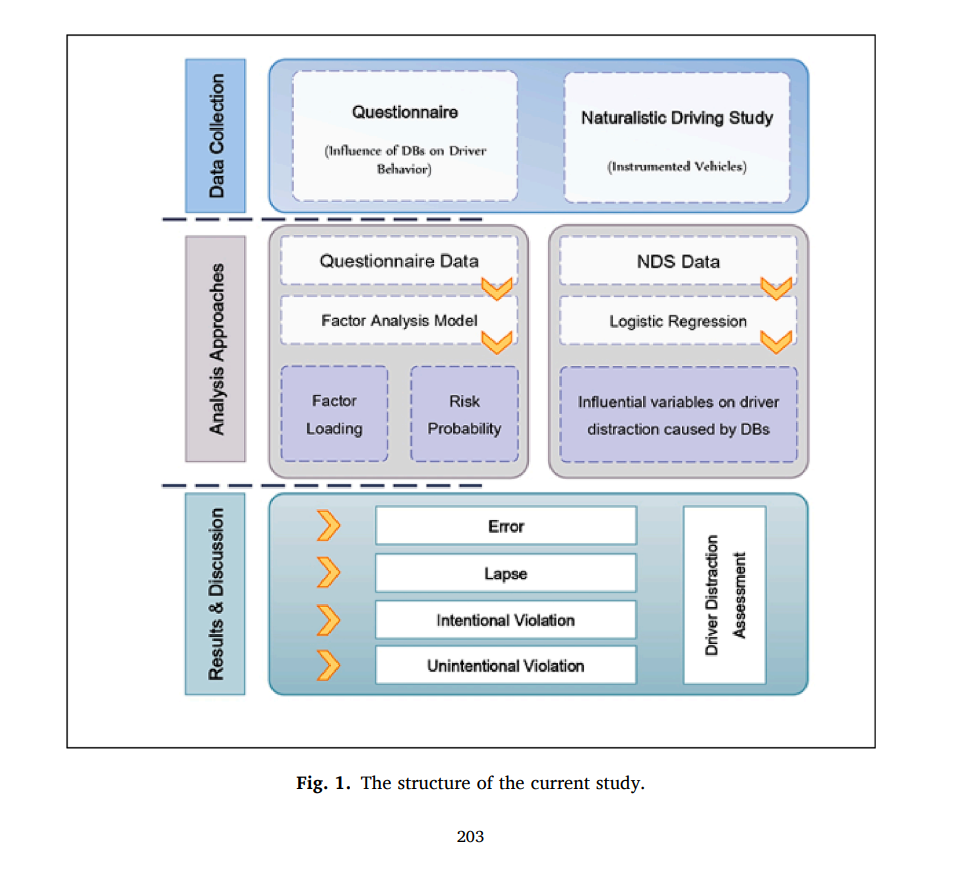 Data Collection
Questionnaire
(Influence of DBs on Driver
Behavior)
Naturalistic Driving Study
(Instrumented Vehicles)
Analysis Approaches
Questionnaire Data
Factor Analysis Model
Factor
Loading
Risk
Probability
NDS Data
Logistic Regression
Influential variables on driver
distraction caused by DBs
Results & Discussion
Error
Lapse
Intentional Violation
Unintentional Violation
Driver Distraction
Assessment
Fig. 1. The structure of the current study.
203